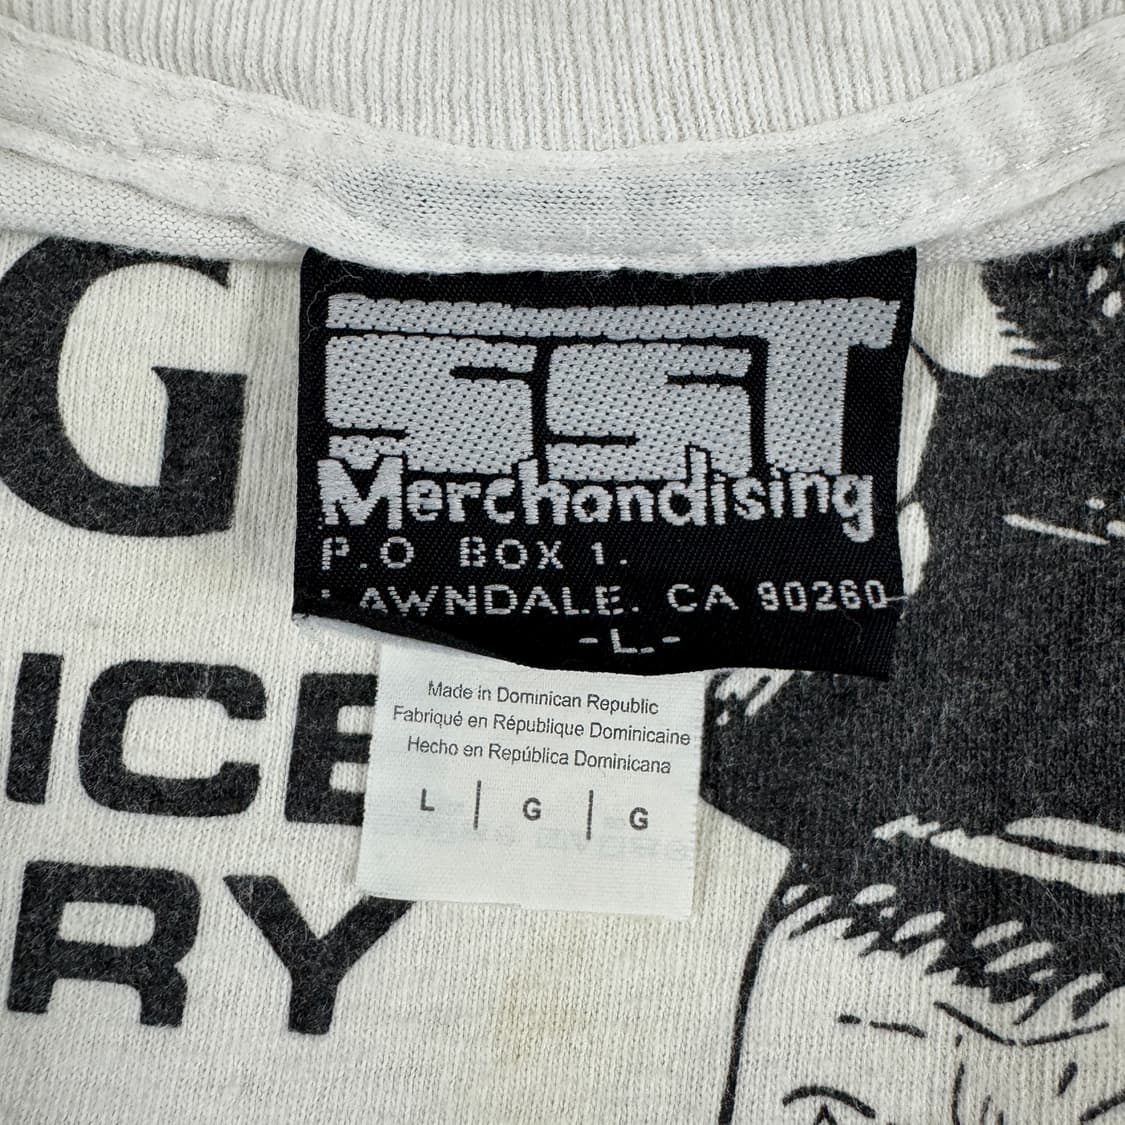 G
ICE
RY
SST
Merchandising
P.O BOX 1.
LAWNDALE. CA 90260
-L.-
Made in Dominican Republic
Fabriqué en République Dominicaine
Hecho en República Dominicana
L | G | G